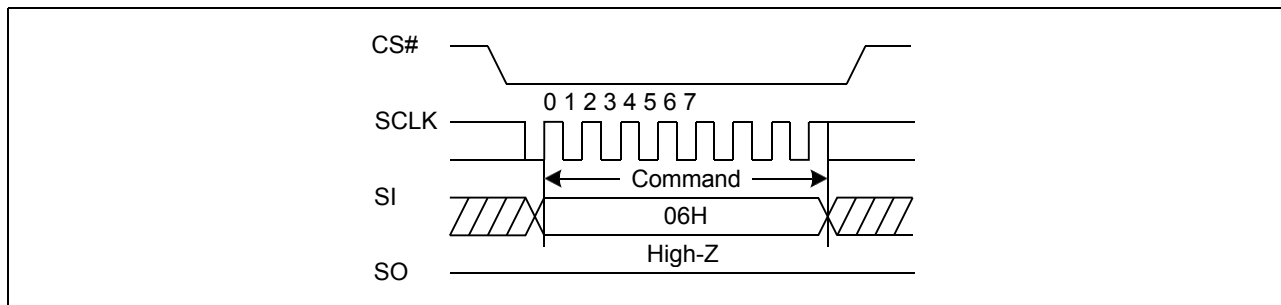 CS#
0 1 2 3 4 5 6 7
SCLK
Command
SI
06H
High-Z
SO